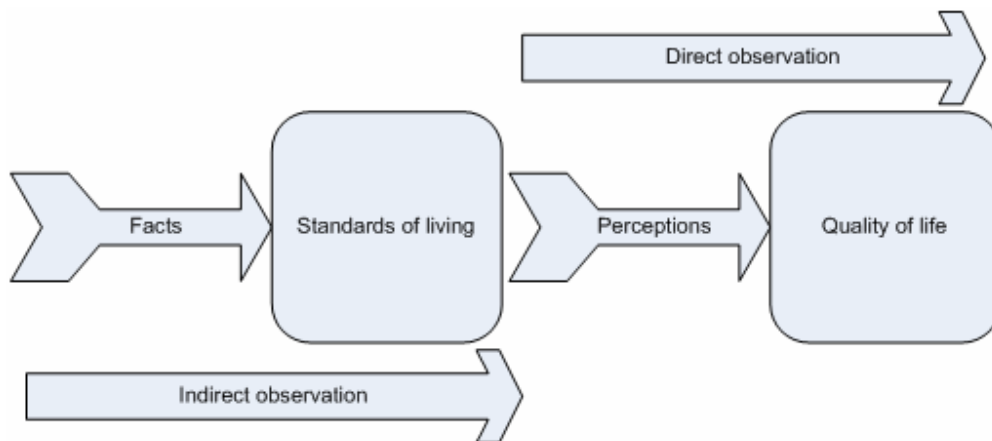 Direct observation
Facts
Standards of living
Perceptions
Quality of life
Indirect observation